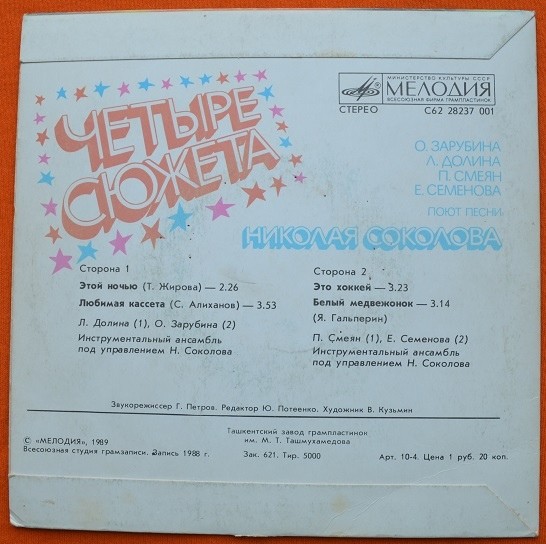 ЧЕТЫРЕ
СЮЖЕТА
МИНИСТЕРСТВО КУЛЬТУРЫ СССР
МЕЛОДИЯ
ВСЕСОЮЗНАЯ ФИРМА ГРАМПЛАСТИНОК
СТЕРЕО С62 28237 001
О. ЗАРУБИНА
Л. ДОЛИНА
П. СМЕЯН
Е. СЕМЕНОВА
ПОЮТ ПЕСНИ
НИКОЛАЯ СОКОЛОВА
Сторона 1
Этой ночью (Т. Жирова) — 2.26
Любимая кассета (С. Алиханов) — 3.53
Л. Долина (1), О. Зарубина (2)
Инструментальный ансамбль
под управлением Н. Соколова
Сторона 2
Это хоккей — 3.23
Белый медвежонок — 3.14
(Я. Гальперин)
П. Смеян (1), Е. Семенова (2)
Инструментальный ансамбль
под управлением Н. Соколова
Звукорежиссер Г. Петров. Редактор Ю. Потеенко. Художник В. Кузьмин
© «МЕЛОДИЯ», 1989
Всесоюзная студия грамзаписи. Запись 1988 г.
Ташкентский завод грампластинок
им. М. Т. Ташмухамедова
Зак. 621. Тир. 5000
Арт. 10-4. Цена 1 руб. 20 коп.